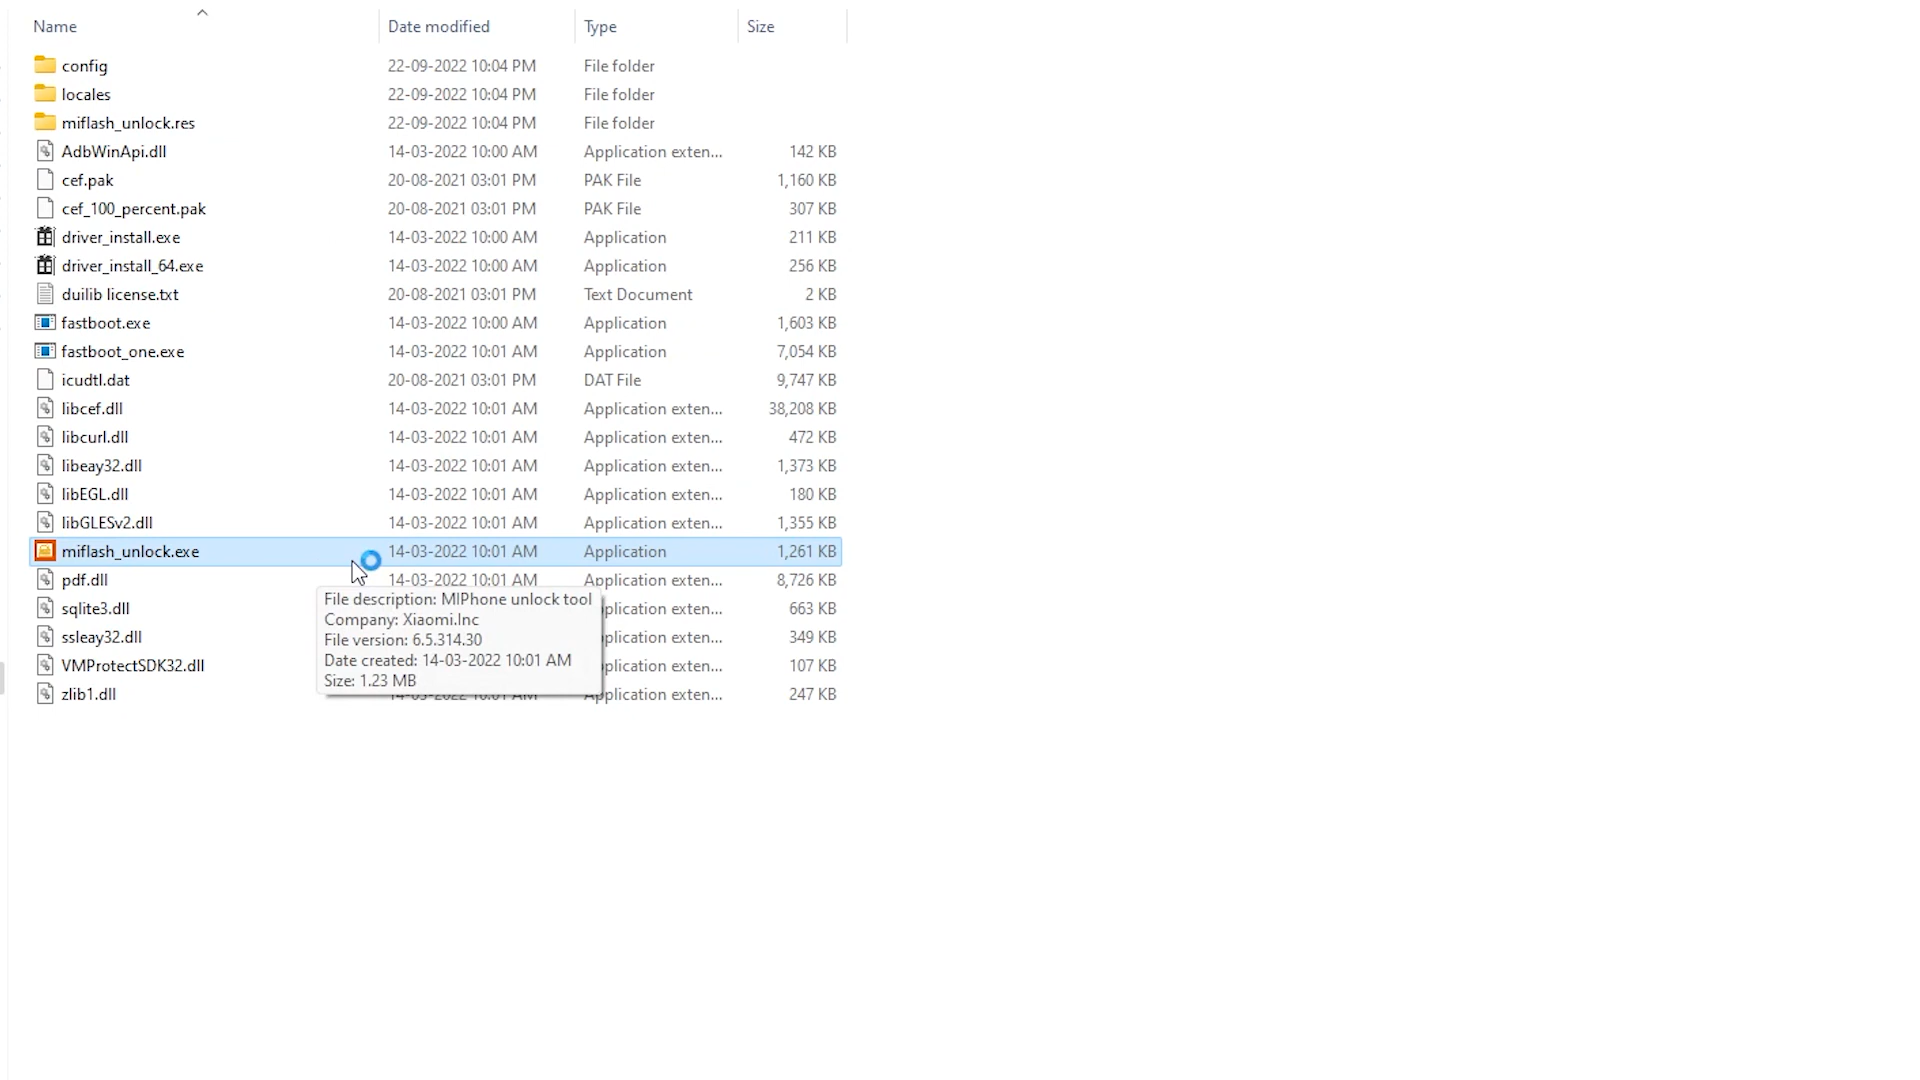 Name Date modified Type Size
config 22-09-2022 10:04 PM File folder
locales 22-09-2022 10:04 PM File folder
miflash_unlock.res 22-09-2022 10:04 PM File folder
AdbWinApi.dll 14-03-2022 10:00 AM Application exten... 142 KB
cef.pak 20-08-2021 03:01 PM PAK File 1,160 KB
cef_100_percent.pak 20-08-2021 03:01 PM PAK File 307 KB
driver_install.exe 14-03-2022 10:00 AM Application 211 KB
driver_install_64.exe 14-03-2022 10:00 AM Application 256 KB
duilib license.txt 20-08-2021 03:01 PM Text Document 2 KB
fastboot.exe 14-03-2022 10:00 AM Application 1,603 KB
fastboot_one.exe 14-03-2022 10:01 AM Application 7,054 KB
icudtl.dat 20-08-2021 03:01 PM DAT File 9,747 KB
libcef.dll 14-03-2022 10:01 AM Application exten... 38,208 KB
libcurl.dll 14-03-2022 10:01 AM Application exten... 472 KB
libeay32.dll 14-03-2022 10:01 AM Application exten... 1,373 KB
libEGL.dll 14-03-2022 10:01 AM Application exten... 180 KB
libGLESv2.dll 14-03-2022 10:01 AM Application exten... 1,355 KB
miflash_unlock.exe 14-03-2022 10:01 AM Application 1,261 KB
pdf.dll 14-03-2022 10:01 AM Application exten... 8,726 KB
sqlite3.dll plication exten... 663 KB
ssleay32.dll plication exten... 349 KB
VMProtectSDK32.dll plication exten... 107 KB
zlib1.dll 14-03-2022 10:01 AM Application exten... 247 KB
File description: MIPhone unlock tool
Company: Xiaomi.Inc
File version: 6.5.314.30
Date created: 14-03-2022 10:01 AM
Size: 1.23 MB